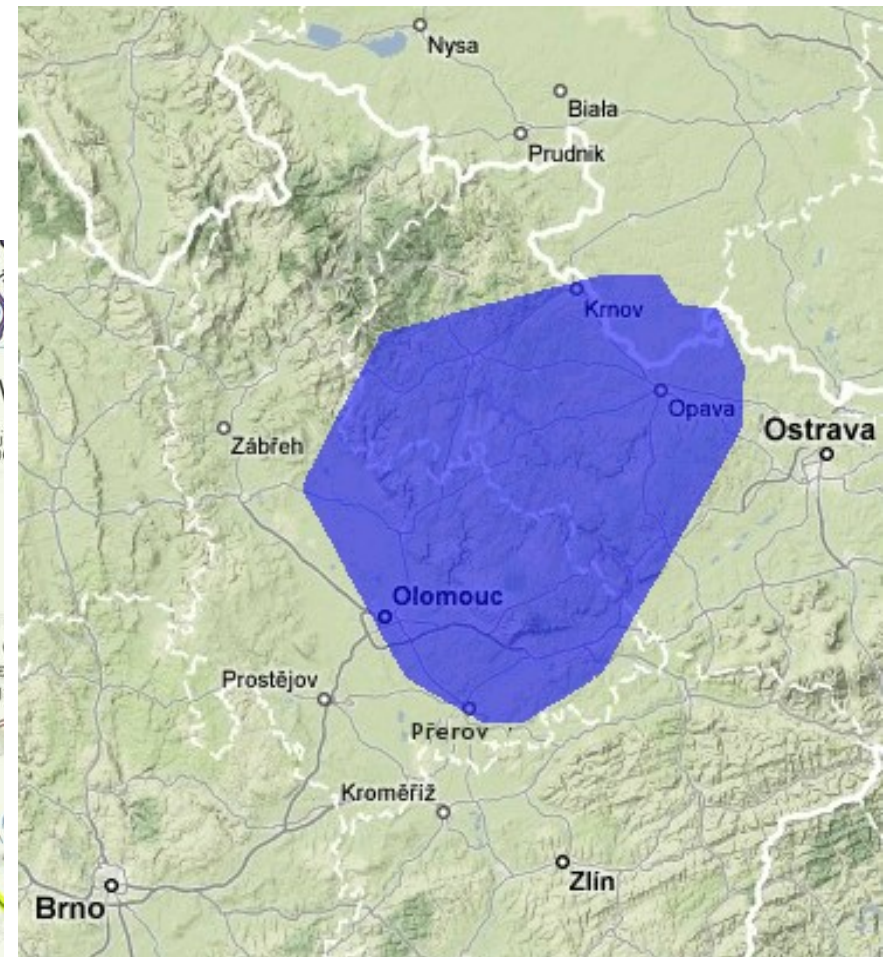 Nysa
Biała
Prudnik
Krnov
Opava
Ostrava
Zábřeh
Olomouc
Prostějov
Přerov
Kroměříž
Zlín
Brno